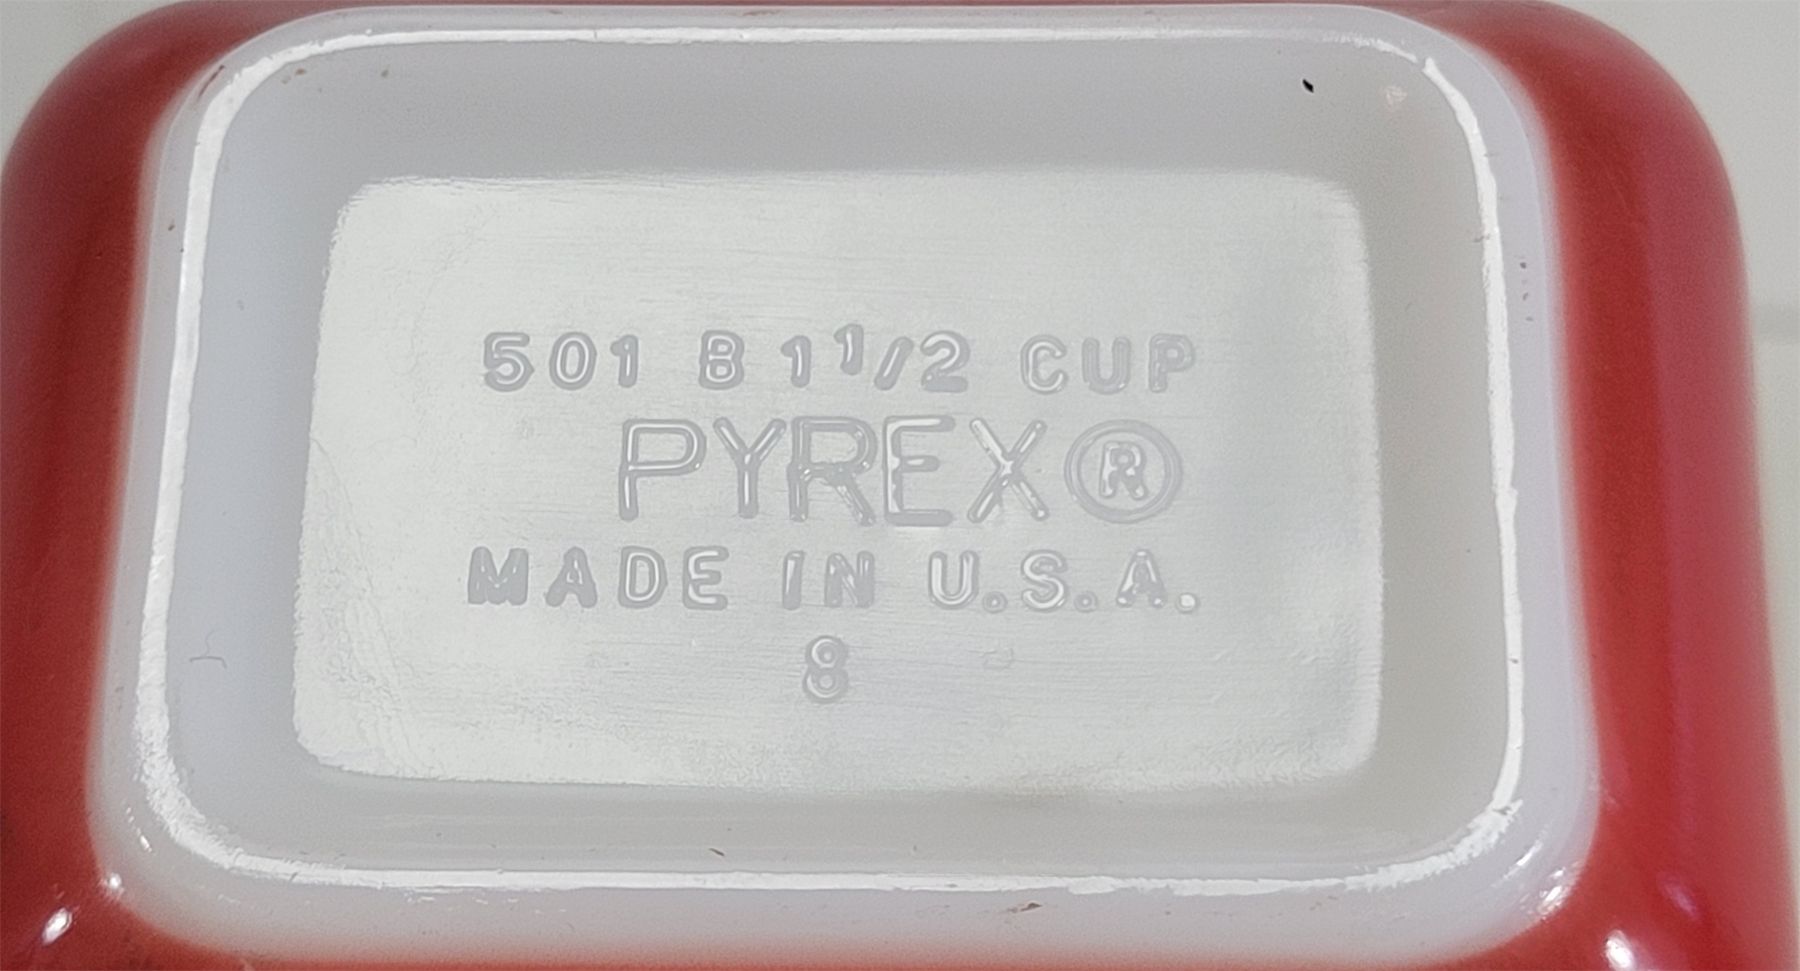 501 B 1 1/2 CUP
PYREX®
MADE IN U.S.A.
8